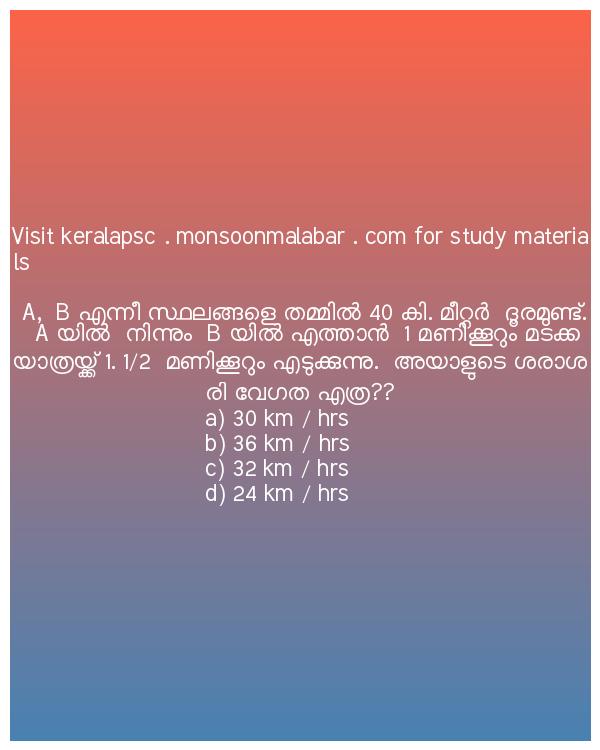 Visit keralapsc . monsoonmalabar . com for study materia
ls
A, B എന്നീ സ്ഥലങ്ങളെ തമ്മിൽ 40 കി. മീറ്റർ ദൂരമുണ്ട്.
A യിൽ നിന്നും B യിൽ എത്താൻ 1 മണിക്കൂറും മടക്ക
യാത്രയ്ക്ക് 1. 1/2 മണിക്കൂറും എടുക്കുന്നു. അയാളുടെ ശരാശ
രി വേഗത എത്ര??
a) 30 km / hrs
b) 36 km / hrs
c) 32 km / hrs
d) 24 km / hrs